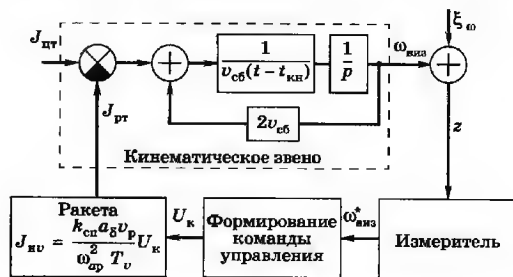 J_цт
J_рт
1
v_сб(t − t_кн)
1
p
ω_виз
ξ_ω
2v_сб
Кинематическое звено
z
Ракета
J_нv = k_сп a_δ v_р / ω²_ар T_v U_к
U_к
Формирование
команды
управления
ω*_виз
Измеритель